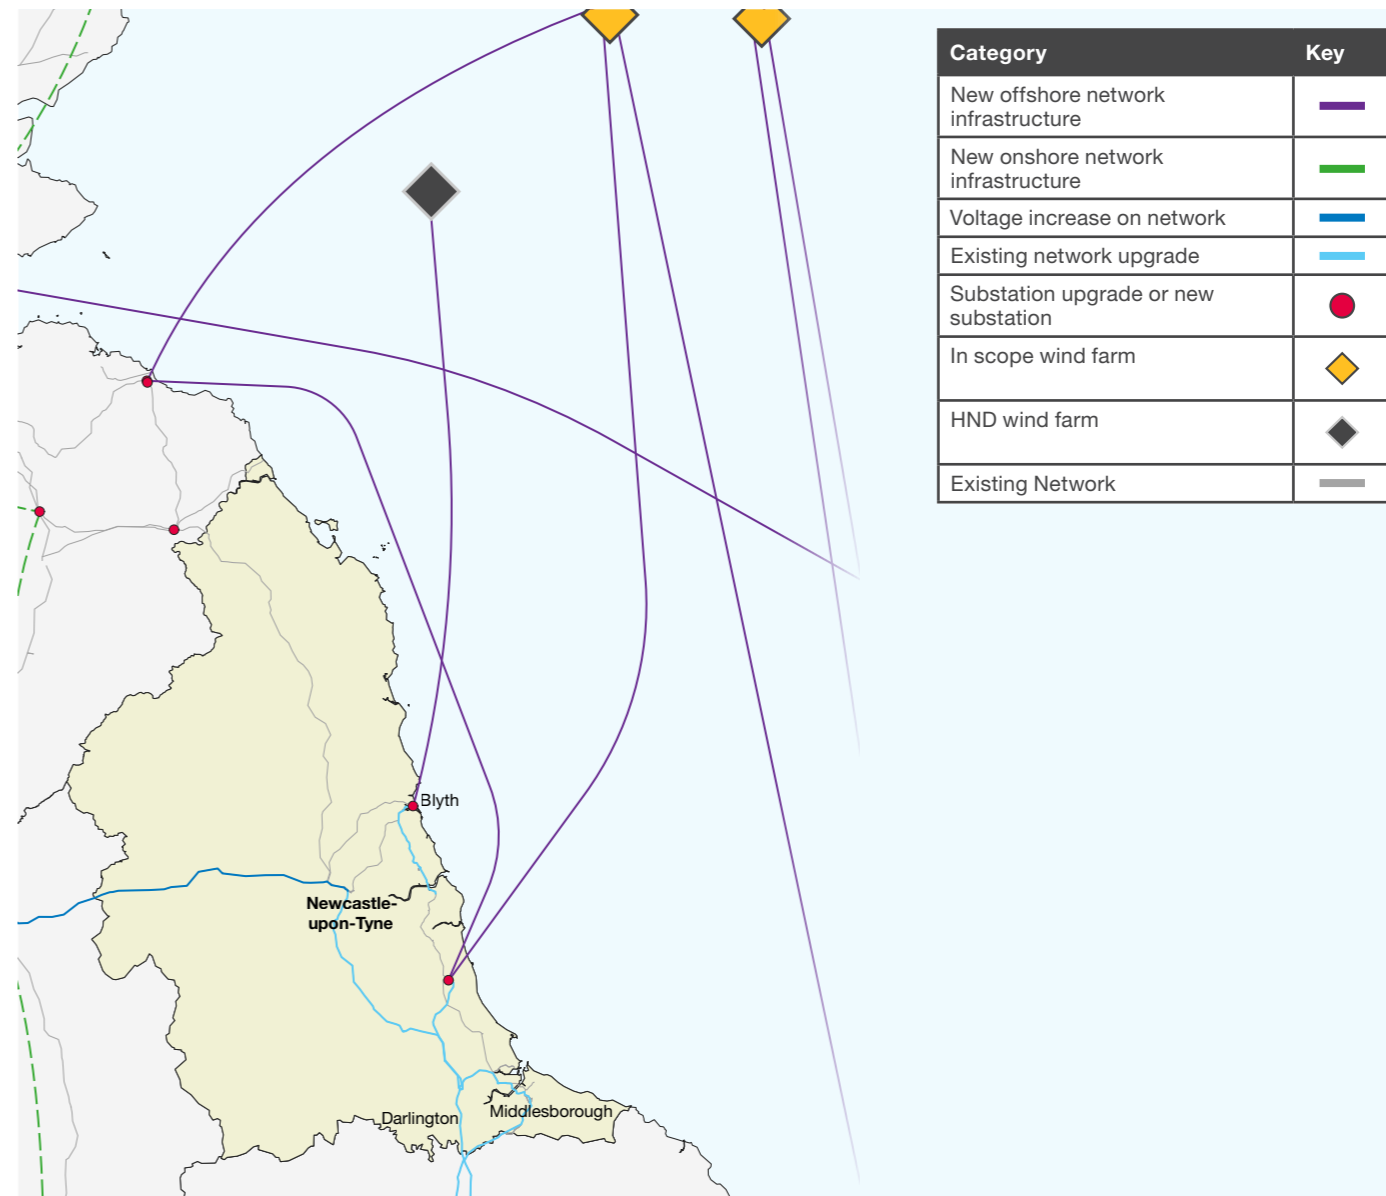 Category Key
New offshore network
infrastructure
New onshore network
infrastructure
Voltage increase on network
Existing network upgrade
Substation upgrade or new
substation
In scope wind farm
HND wind farm
Existing Network
Blyth
Newcastle-
upon-Tyne
Darlington
Middlesborough